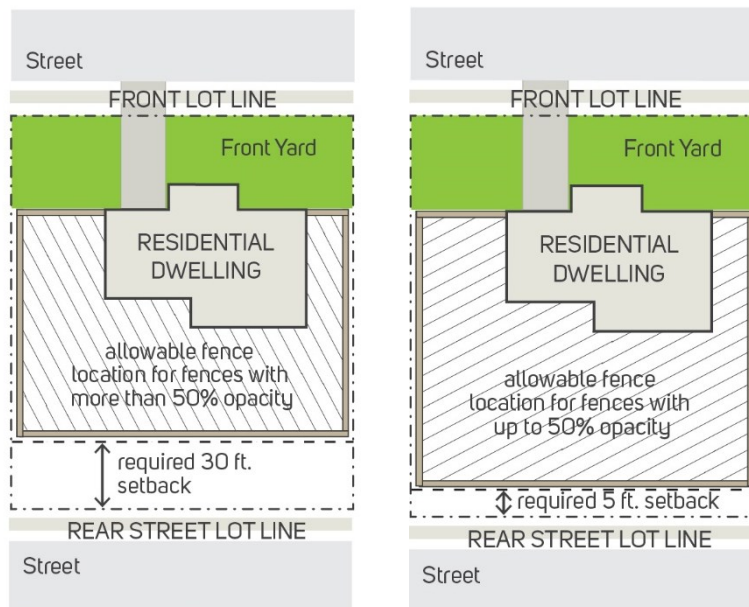 Street
FRONT LOT LINE
Front Yard
RESIDENTIAL
DWELLING
allowable fence
location for fences with
more than 50% opacity
required 30 ft.
setback
REAR STREET LOT LINE
Street
Street
FRONT LOT LINE
Front Yard
RESIDENTIAL
DWELLING
allowable fence
location for fences with
up to 50% opacity
required 5 ft. setback
REAR STREET LOT LINE
Street